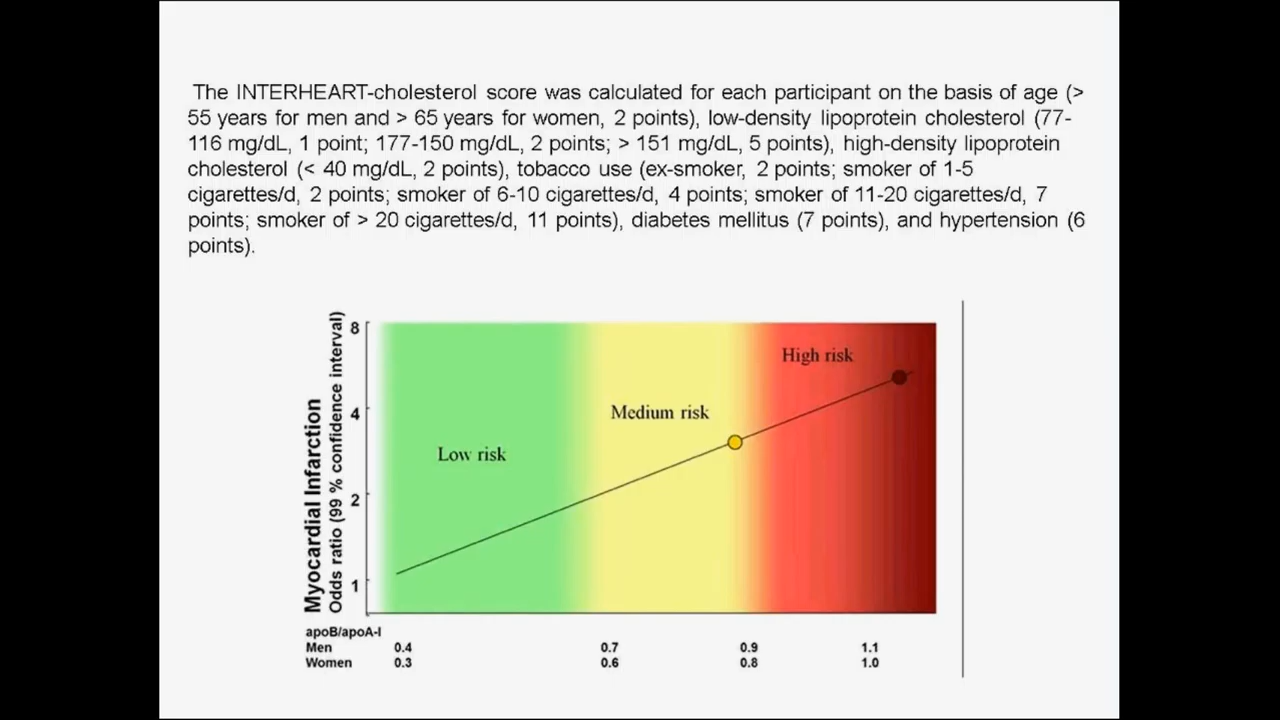 The INTERHEART-cholesterol score was calculated for each participant on the basis of age (>
55 years for men and > 65 years for women, 2 points), low-density lipoprotein cholesterol (77-
116 mg/dL, 1 point; 177-150 mg/dL, 2 points; > 151 mg/dL, 5 points), high-density lipoprotein
cholesterol (< 40 mg/dL, 2 points), tobacco use (ex-smoker, 2 points; smoker of 1-5
cigarettes/d, 2 points; smoker of 6-10 cigarettes/d, 4 points; smoker of 11-20 cigarettes/d, 7
points; smoker of > 20 cigarettes/d, 11 points), diabetes mellitus (7 points), and hypertension (6
points).
Myocardial Infarction
Odds ratio (99 % confidence interval)
8
4
2
1
High risk
Medium risk
Low risk
apoB/apoA-I
Men 0.4 0.7 0.9 1.1
Women 0.3 0.6 0.8 1.0